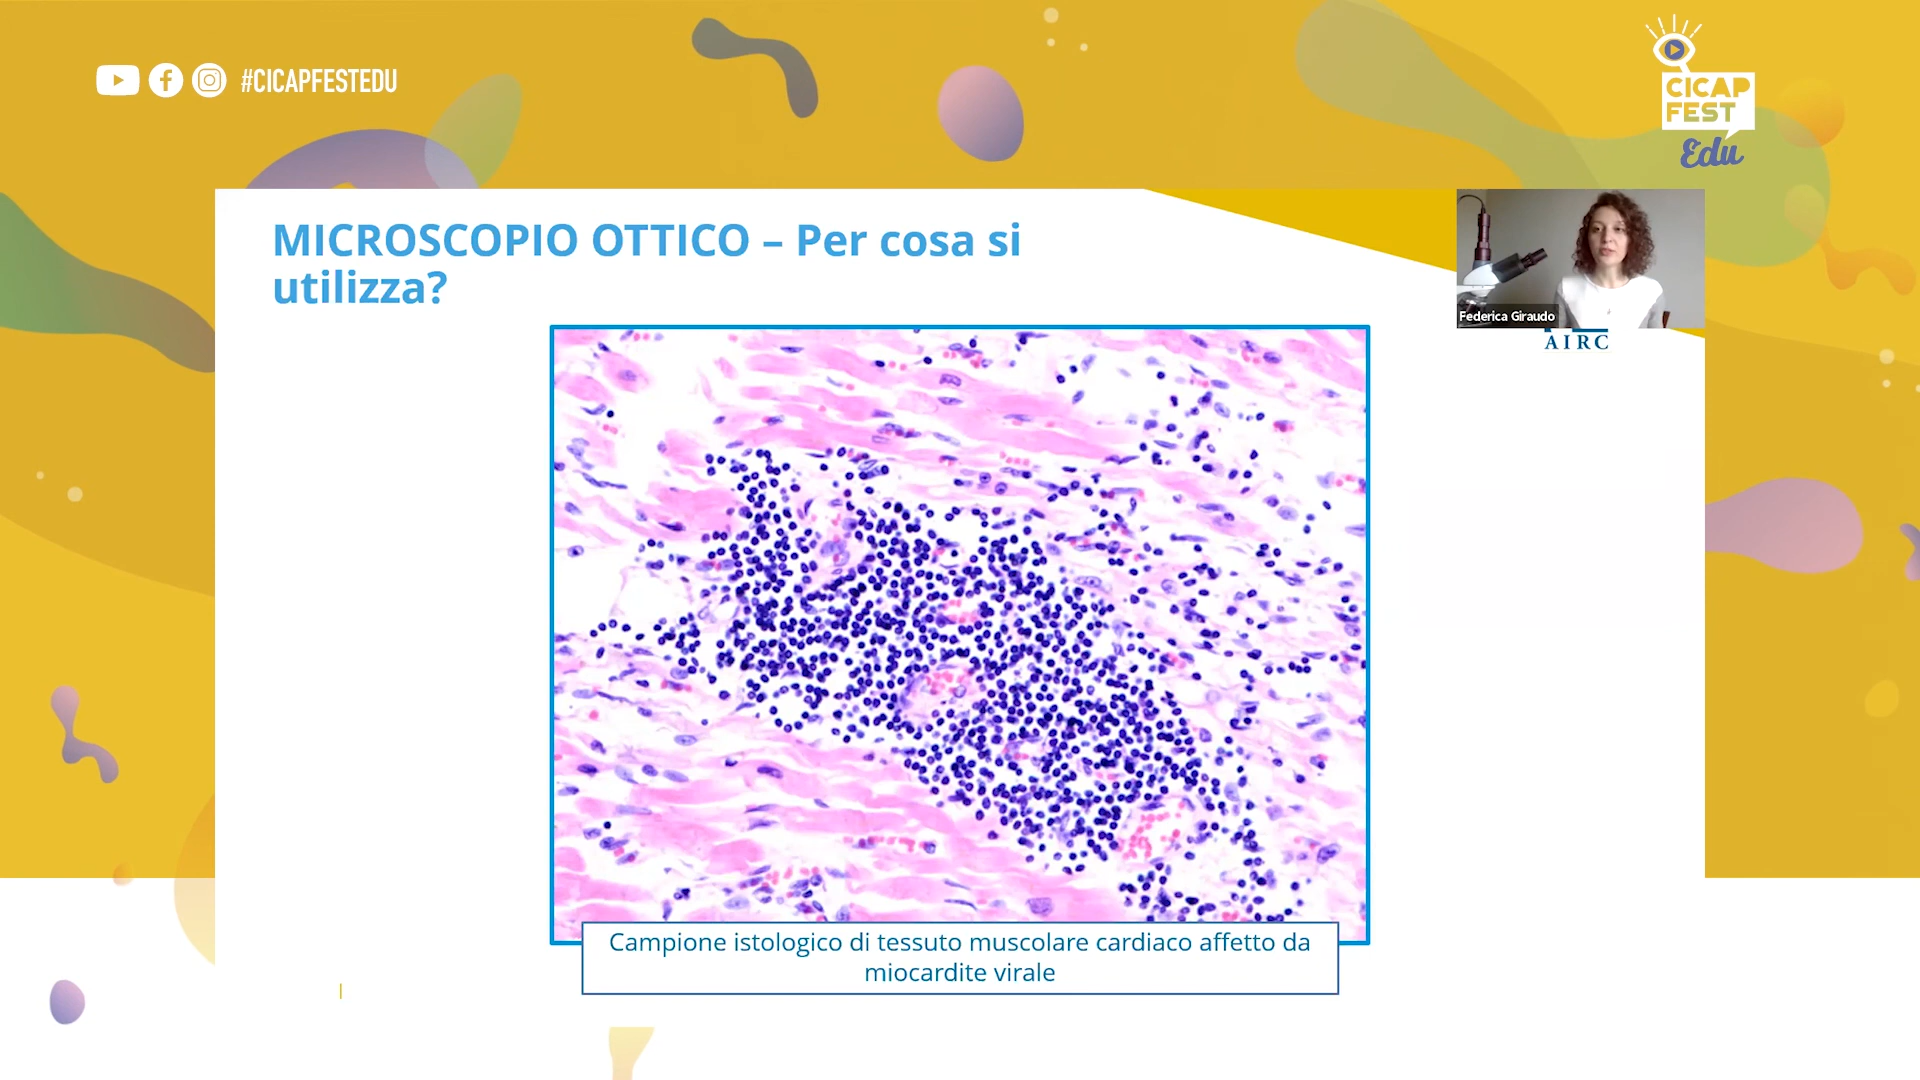 #CICAPFESTEDU
CICAP
FEST
Edu
MICROSCOPIO OTTICO – Per cosa si
utilizza?
Federica Giraudo
AIRC
Campione istologico di tessuto muscolare cardiaco affetto da
miocardite virale